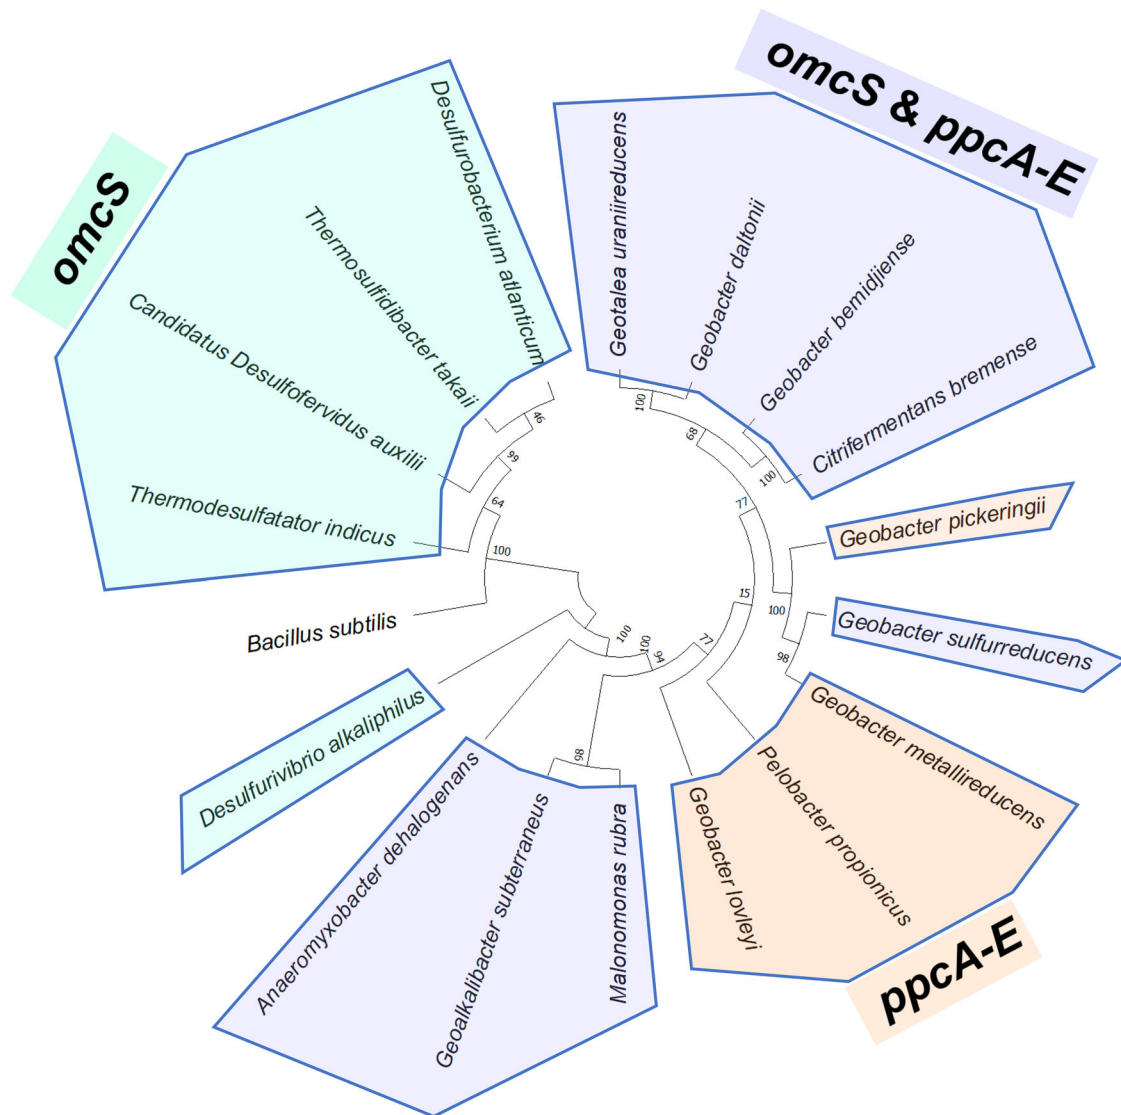 omcS & ppcA-E
omcS
Desulfurobacterium atlanticum
Thermosulfidibacter takaii
Candidatus Desulfofervidus auxilii
Thermodesulfatator indicus
Bacillus subtilis
Desulfurivibrio alkaliphilus
Anaeromyxobacter dehalogenans
Geoalkalibacter subterraneus
Malonomonas rubra
Geobacter lovleyi
Pelobacter propionicus
Geobacter metallireducens
ppcA-E
Geobacter sulfurreducens
Geobacter pickeringii
Citrifermentans bremense
Geobacter bemidjiense
Geobacter daltonii
Geotalea uraniireducens
46
99
64
100
100
68
100
77
15
100
98
77
94
100
100
98